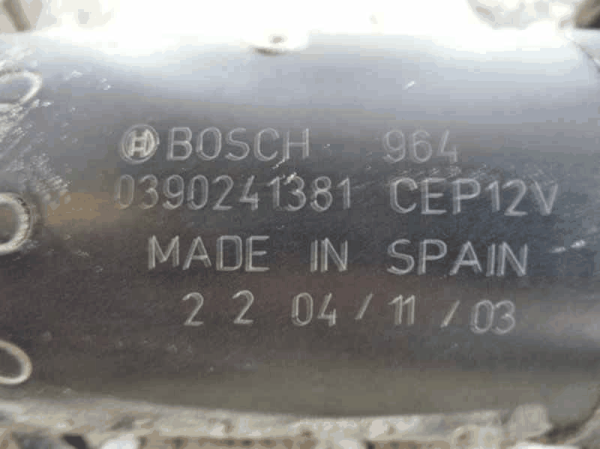 BOSCH 964
0390241381 CEP12V
MADE IN SPAIN
2 2 04/11/03